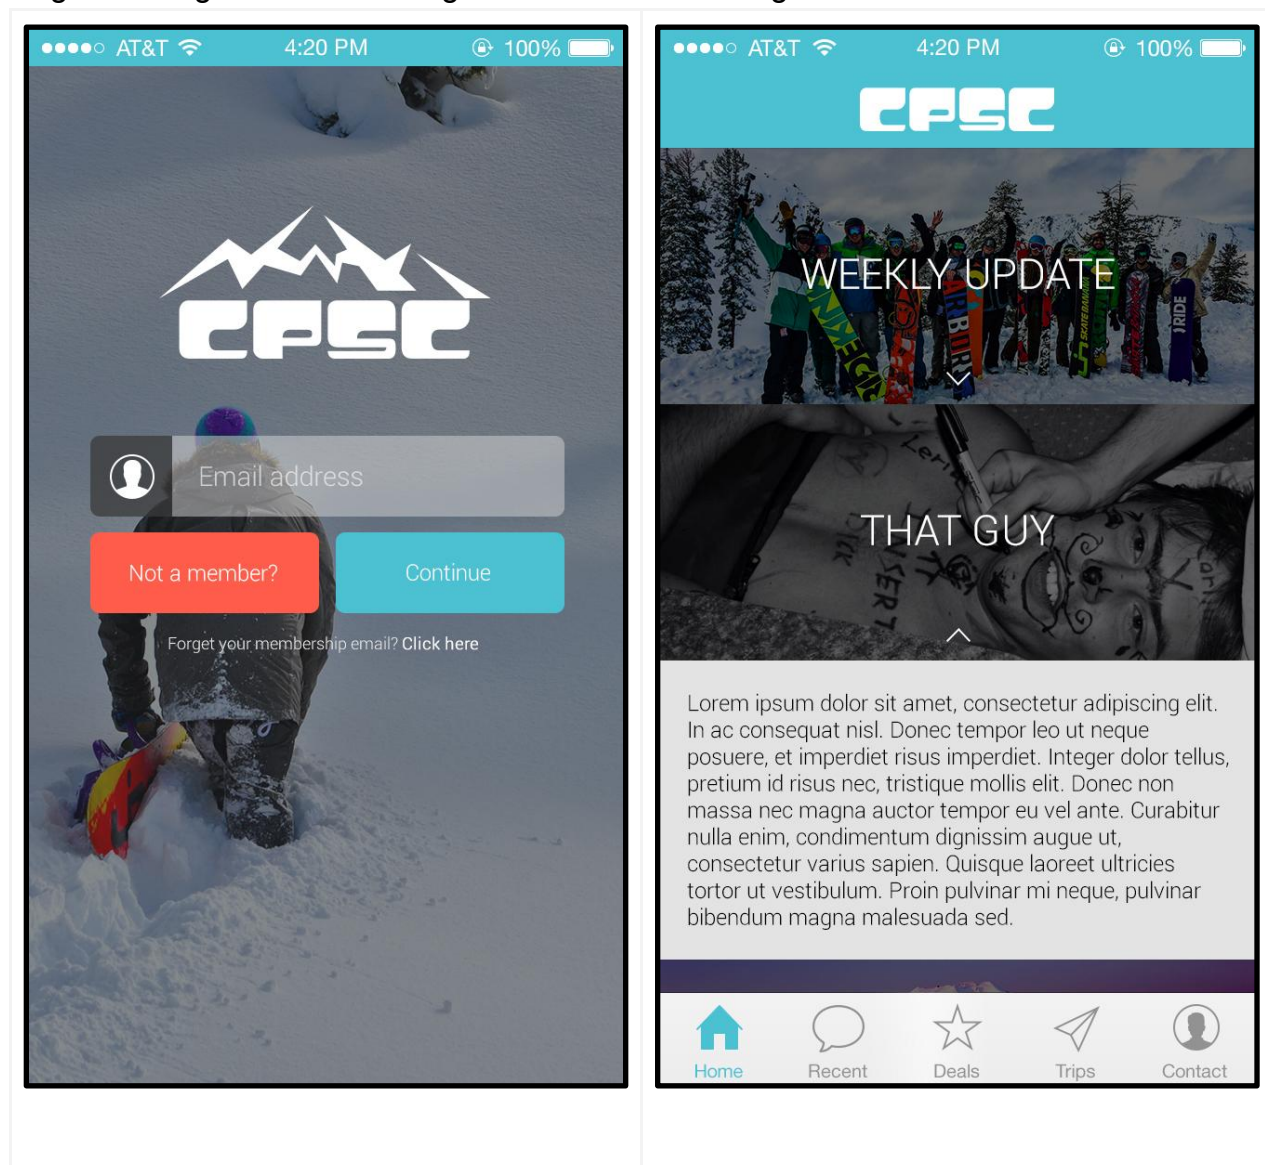 AT&T 4:20 PM 100%
CPSC
Email address
Not a member? Continue
Forget your membership email? Click here
AT&T 4:20 PM 100%
CPSC
WEEKLY UPDATE
JRIDE
THAT GUY
Lorem ipsum dolor sit amet, consectetur adipiscing elit.
In ac consequat nisl. Donec tempor leo ut neque
posuere, et imperdiet risus imperdiet. Integer dolor tellus,
pretium id risus nec, tristique mollis elit. Donec non
massa nec magna auctor tempor eu vel ante. Curabitur
nulla enim, condimentum dignissim augue ut,
consectetur varius sapien. Quisque laoreet ultricies
tortor ut vestibulum. Proin pulvinar mi neque, pulvinar
bibendum magna malesuada sed.
Home Recent Deals Trips Contact